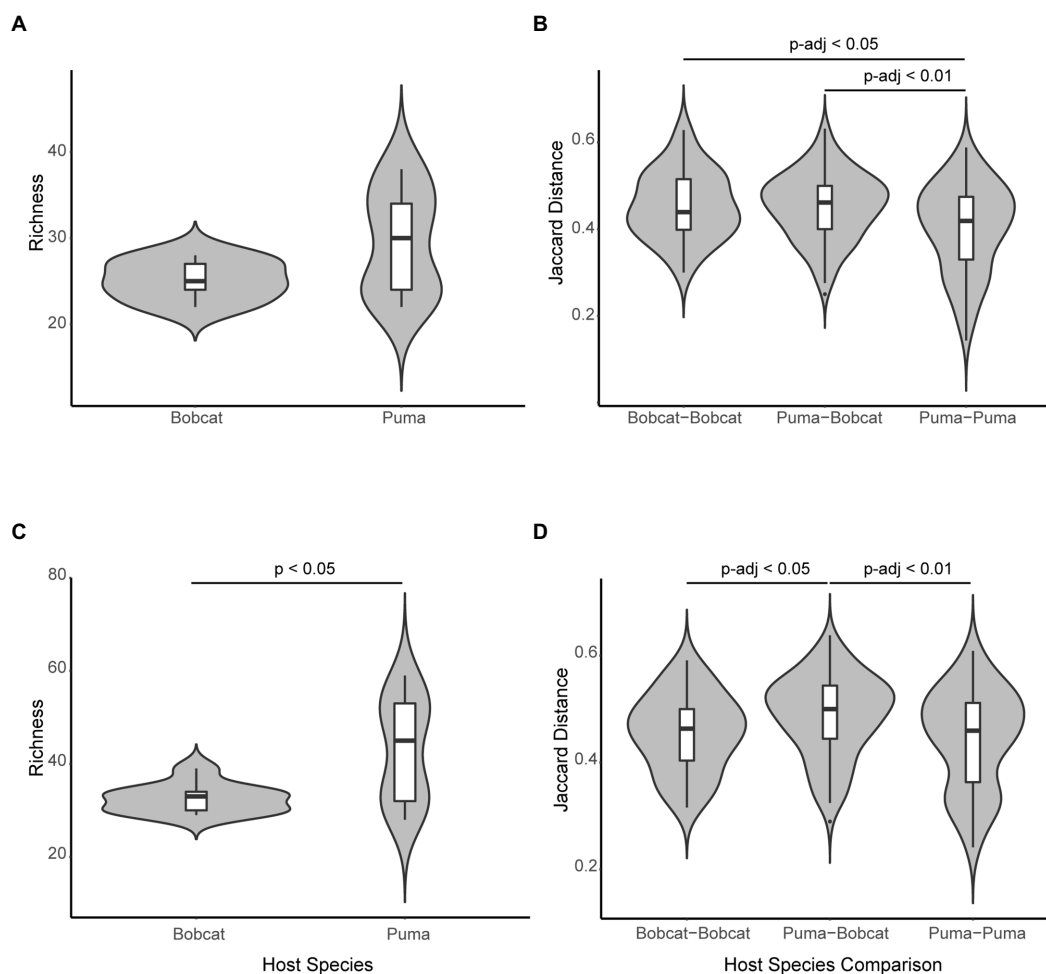 A
Richness
40
30
20
Bobcat
Puma
B
p-adj < 0.05
p-adj < 0.01
Jaccard Distance
0.6
0.4
0.2
Bobcat−Bobcat
Puma−Bobcat
Puma−Puma
C
p < 0.05
Richness
80
60
40
20
Bobcat
Puma
Host Species
D
p-adj < 0.05
p-adj < 0.01
Jaccard Distance
0.6
0.4
0.2
Bobcat−Bobcat
Puma−Bobcat
Puma−Puma
Host Species Comparison